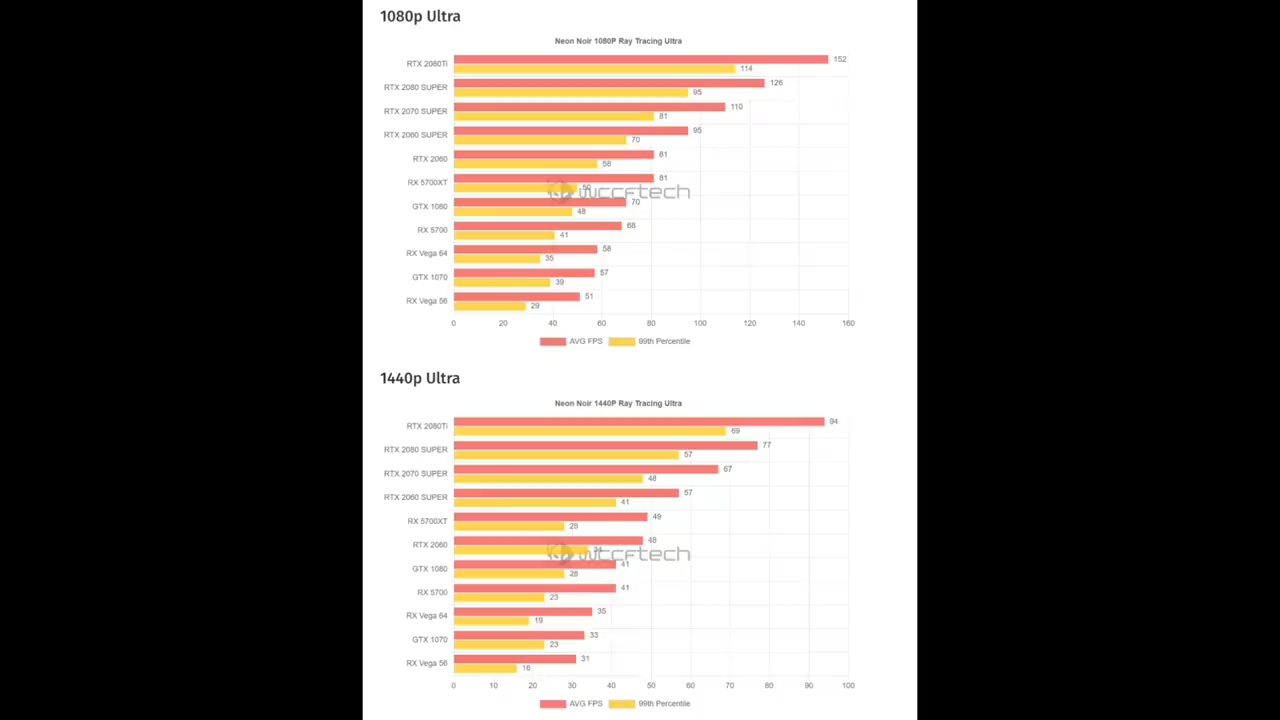 1080p Ultra
Neon Noir 1080P Ray Tracing Ultra
RTX 2080Ti 152 114
RTX 2080 SUPER 126 95
RTX 2070 SUPER 110 81
RTX 2060 SUPER 95 70
RTX 2060 81 58
RX 5700XT 81 50
GTX 1080 70 48
RX 5700 68 41
RX Vega 64 58 35
GTX 1070 57 39
RX Vega 56 51 29
0 20 40 60 80 100 120 140 160
AVG FPS 99th Percentile
wccftech
1440p Ultra
Neon Noir 1440P Ray Tracing Ultra
RTX 2080Ti 94 69
RTX 2080 SUPER 77 57
RTX 2070 SUPER 67 48
RTX 2060 SUPER 57 41
RX 5700XT 49 28
RTX 2060 48 34
GTX 1080 41 28
RX 5700 41 23
RX Vega 64 35 19
GTX 1070 33 23
RX Vega 56 31 16
0 10 20 30 40 50 60 70 80 90 100
AVG FPS 99th Percentile
wccftech